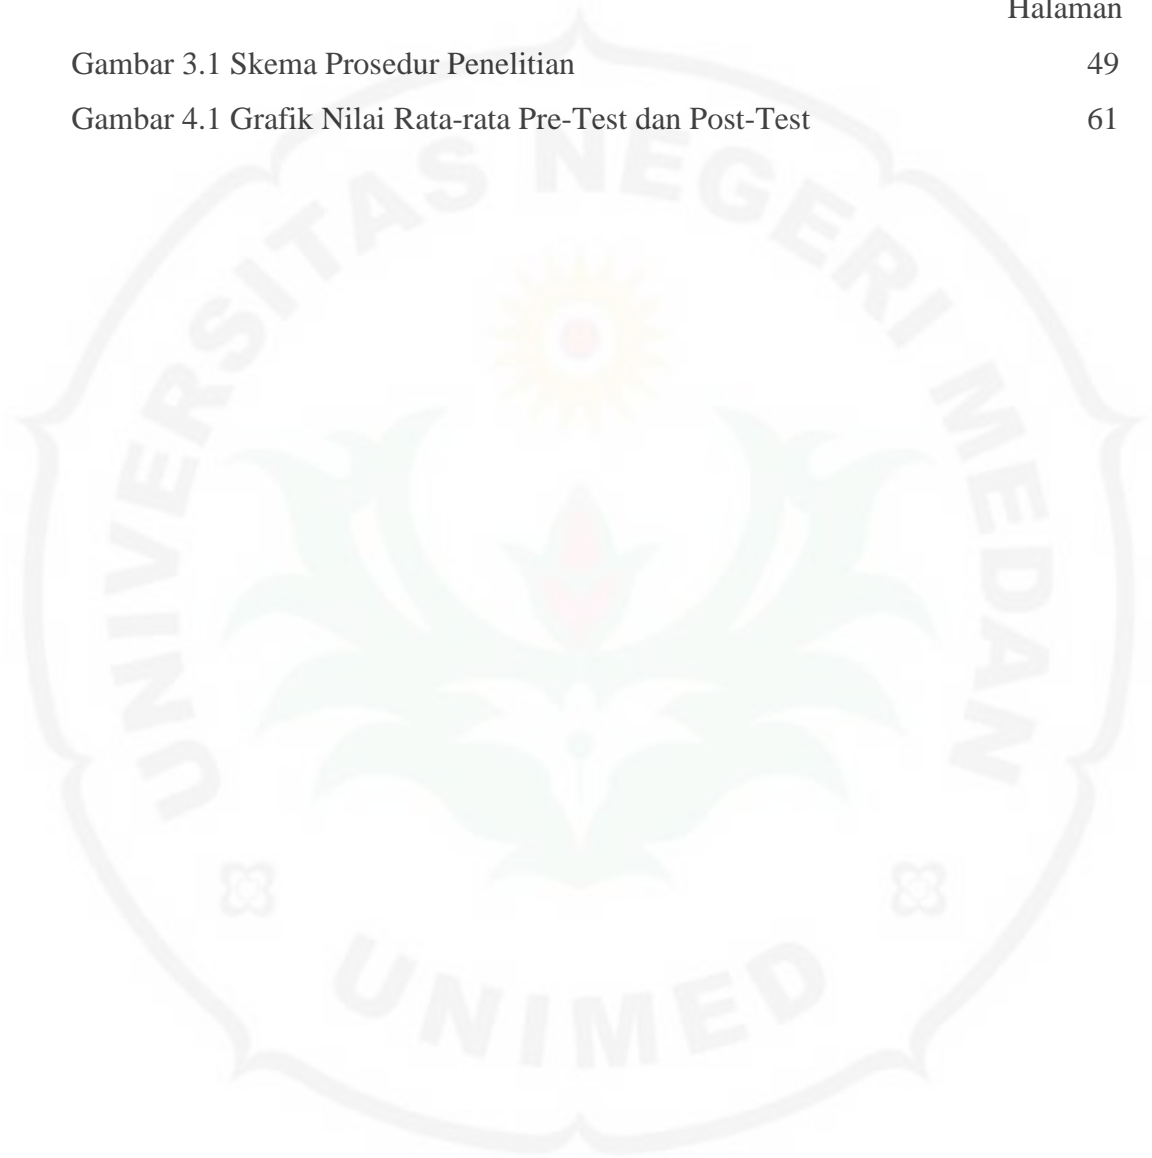 Halaman
Gambar 3.1 Skema Prosedur Penelitian 49
Gambar 4.1 Grafik Nilai Rata-rata Pre-Test dan Post-Test 61
UNIVERSITAS NEGERI MEDAN
UNIMED